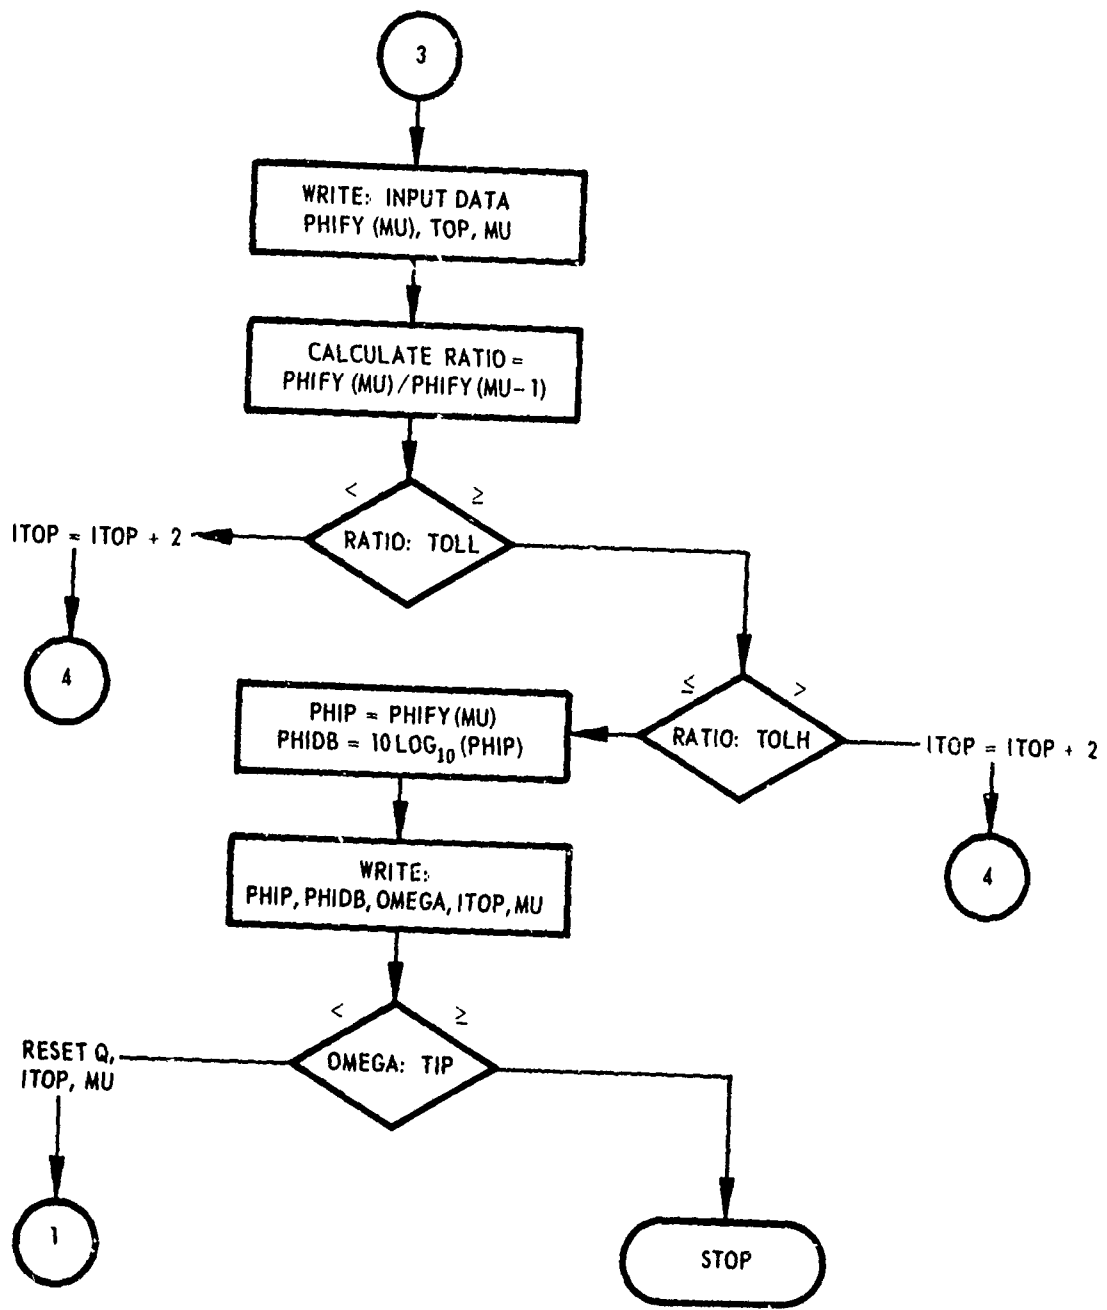 3
WRITE: INPUT DATA
PHIFY (MU), TOP, MU
CALCULATE RATIO =
PHIFY (MU) / PHIFY (MU-1)
< ≥
ITOP = ITOP + 2
RATIO: TOLL
4
≤ >
PHIP = PHIFY (MU)
PHIDB = 10 LOG10 (PHIP)
RATIO: TOLH
ITOP = ITOP + 2
WRITE:
PHIP, PHIDB, OMEGA, ITOP, MU
4
< ≥
RESET Q,
ITOP, MU
OMEGA: TIP
1
STOP